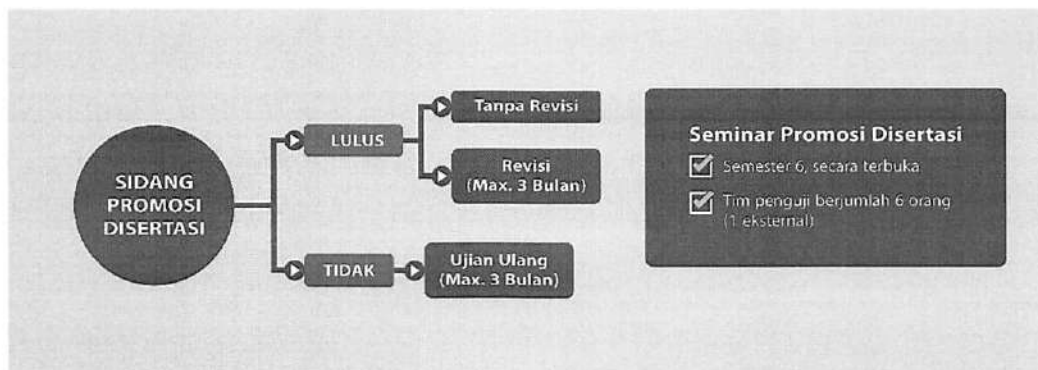 SIDANG
PROMOSI
DISERTASI
LULUS
Tanpa Revisi
Revisi
(Max. 3 Bulan)
TIDAK
Ujian Ulang
(Max. 3 Bulan)
Seminar Promosi Disertasi
Semester 6, secara terbuka
Tim penguji berjumlah 6 orang
(1 eksternal)